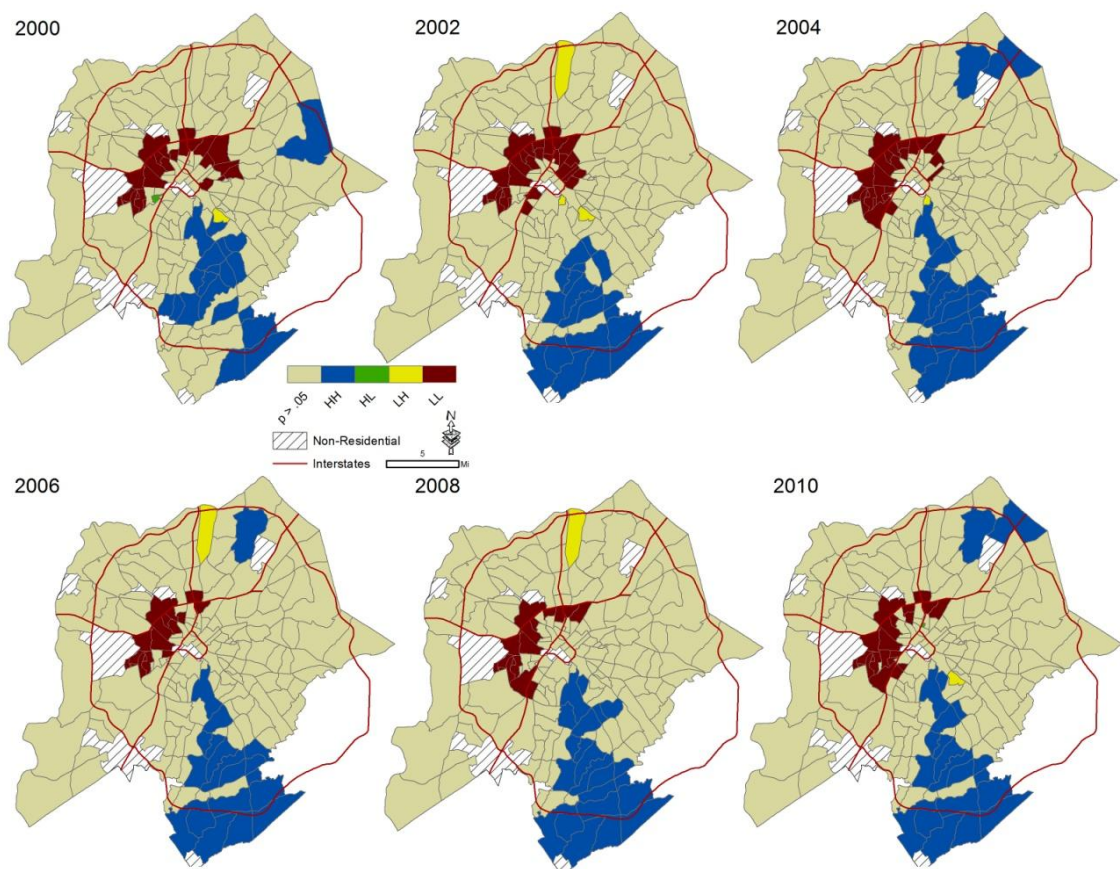 2000
2002
2004
p > .05
HH
HL
LH
LL
N
Non-Residential
5
Mi
Interstates
2006
2008
2010